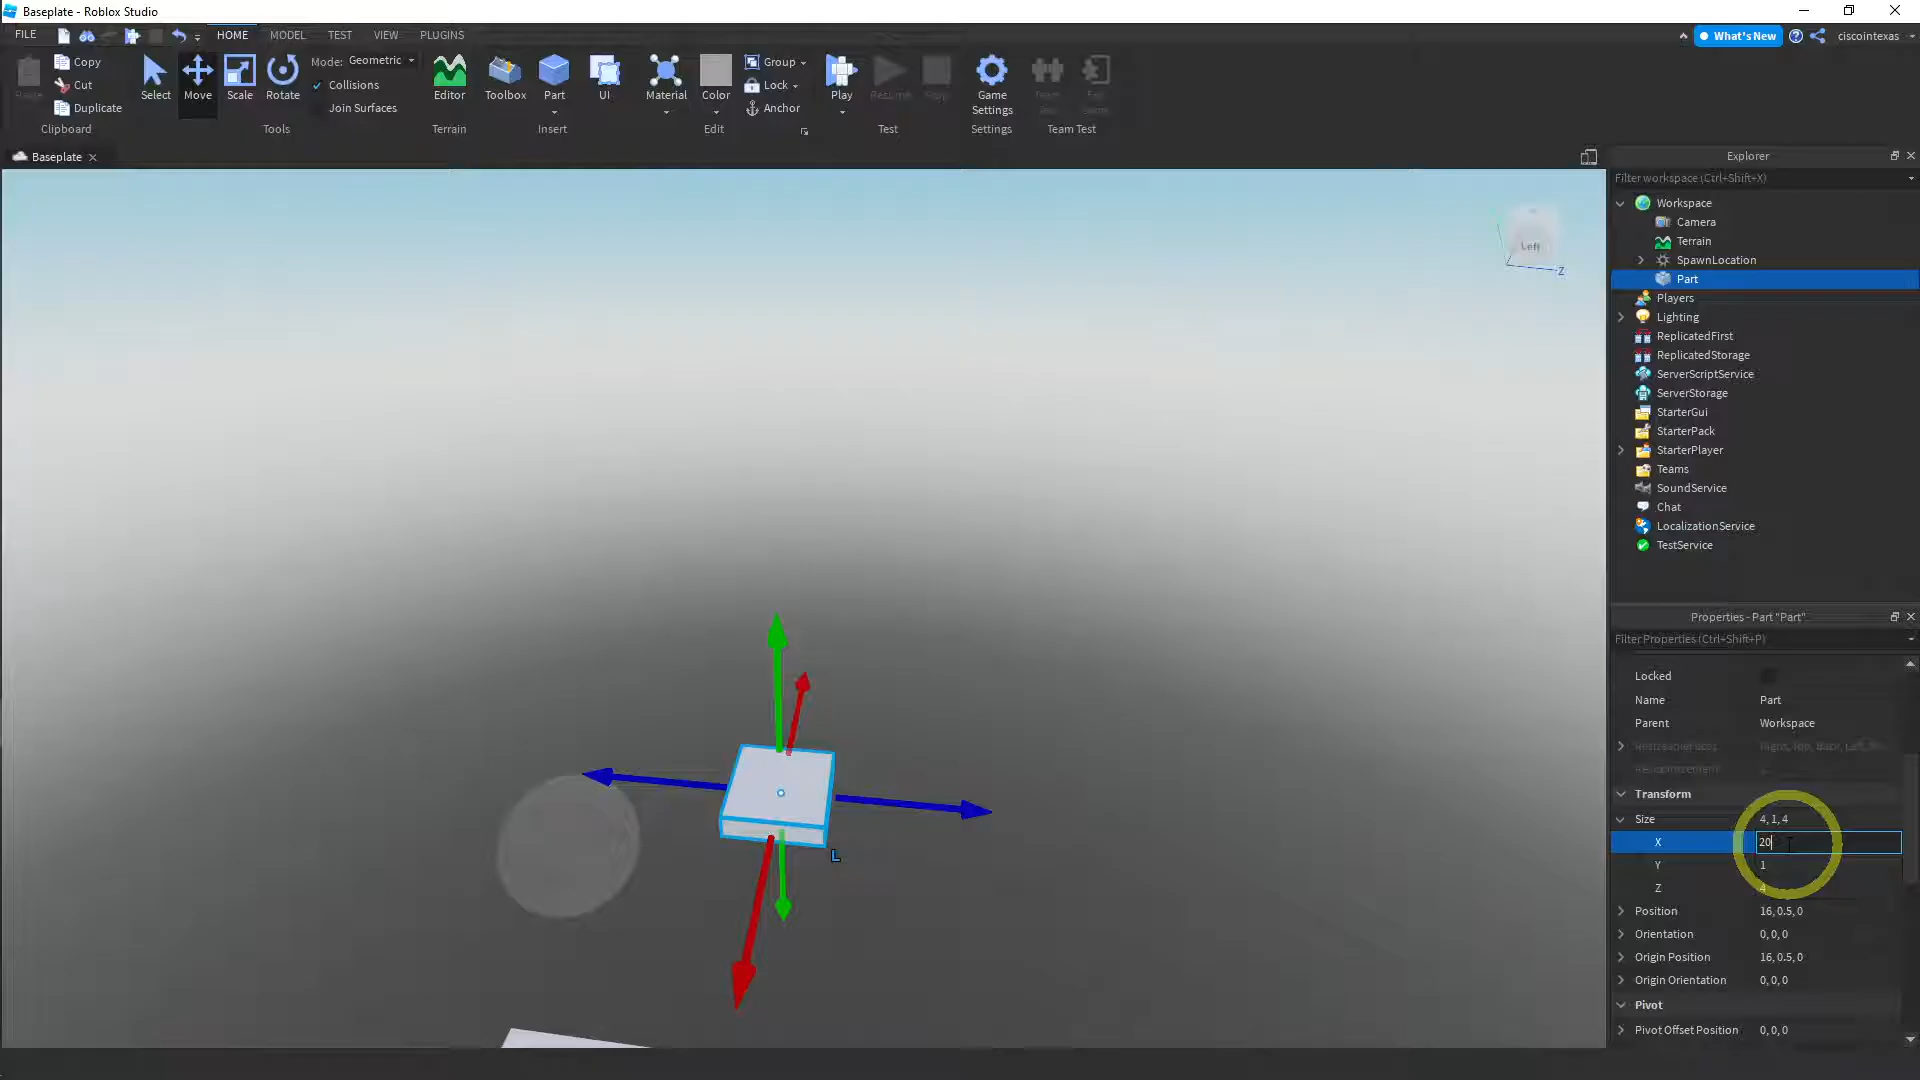 Baseplate - Roblox Studio
FILE
HOME
MODEL
TEST
VIEW
PLUGINS
What's New
ciscointexas
Copy
Cut
Duplicate
Clipboard
Select
Move
Scale
Rotate
Mode: Geometric
Collisions
Join Surfaces
Tools
Editor
Terrain
Toolbox
Part
UI
Insert
Material
Color
Group
Lock
Anchor
Edit
Play
Resume
Stop
Test
Game
Settings
Settings
Team Test
Baseplate
Explorer
Filter workspace (Ctrl+Shift+X)
Workspace
Camera
Terrain
SpawnLocation
Part
Players
Lighting
ReplicatedFirst
ReplicatedStorage
ServerScriptService
ServerStorage
StarterGui
StarterPack
StarterPlayer
Teams
SoundService
Chat
LocalizationService
TestService
Left
Z
L
Properties - Part "Part"
Filter Properties (Ctrl+Shift+P)
Locked
Name Part
Parent Workspace
Transform
Size 4, 1, 4
X 20
Y 1
Z 4
Position 16, 0.5, 0
Orientation 0, 0, 0
Origin Position 16, 0.5, 0
Origin Orientation 0, 0, 0
Pivot
Pivot Offset Position 0, 0, 0